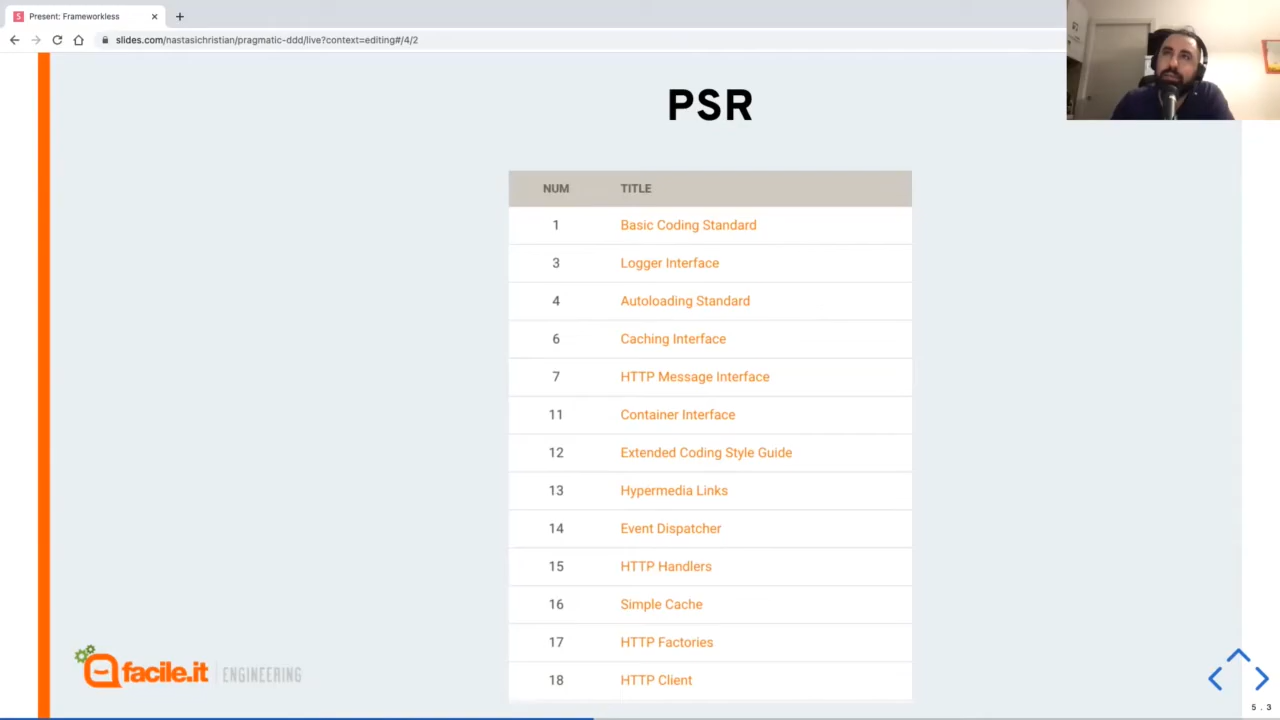 Present: Frameworkless
slides.com/nastasichristian/pragmatic-ddd/live?context=editing#/4/2
PSR
NUM TITLE
1 Basic Coding Standard
3 Logger Interface
4 Autoloading Standard
6 Caching Interface
7 HTTP Message Interface
11 Container Interface
12 Extended Coding Style Guide
13 Hypermedia Links
14 Event Dispatcher
15 HTTP Handlers
16 Simple Cache
17 HTTP Factories
18 HTTP Client
facile.it ENGINEERING
5.3